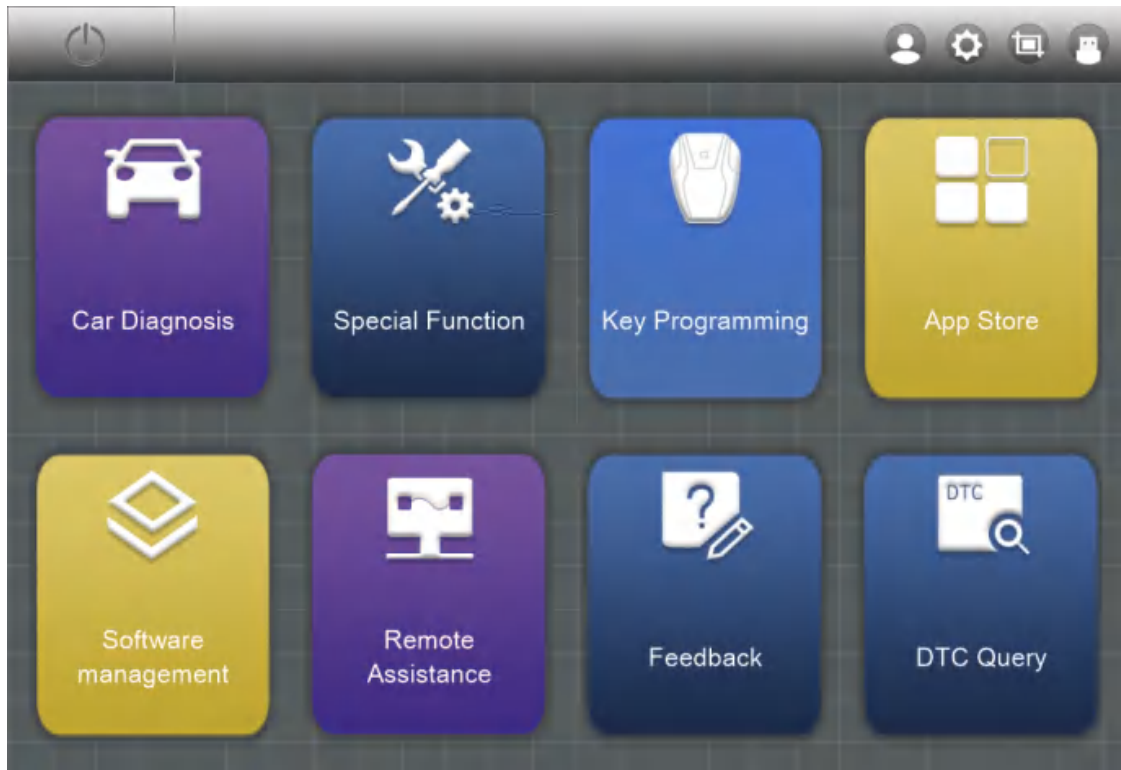 Car Diagnosis
Special Function
Key Programming
App Store
Software
management
Remote
Assistance
Feedback
DTC
DTC Query